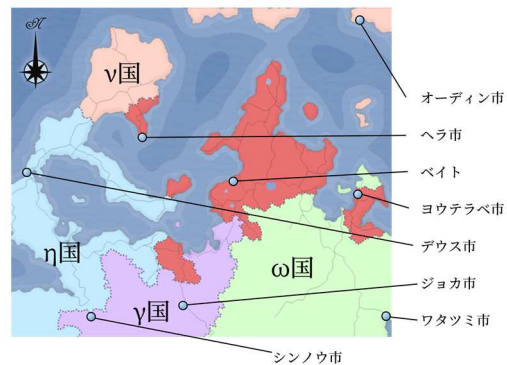 N
ν国
オーディン市
ヘラ市
ベイト
ヨウテラベ市
デウス市
η国
ω国
ジョカ市
γ国
ワタツミ市
シンノウ市